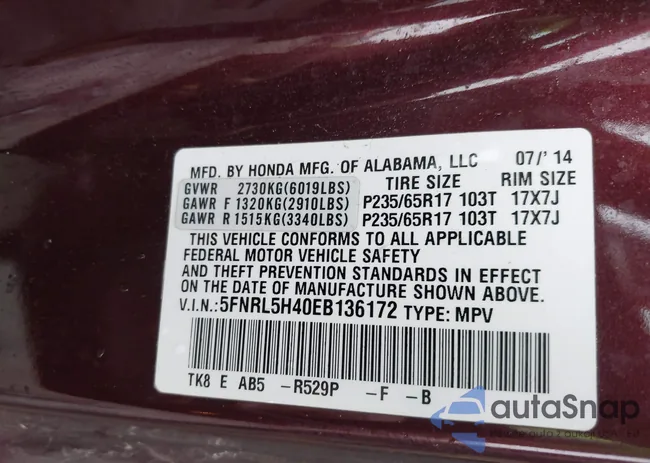 MFD. BY HONDA MFG. OF ALABAMA, LLC 07/'14
GVWR 2730KG(6019LBS) TIRE SIZE RIM SIZE
GAWR F 1320KG(2910LBS) P235/65R17 103T 17X7J
GAWR R 1515KG(3340LBS) P235/65R17 103T 17X7J
THIS VEHICLE CONFORMS TO ALL APPLICABLE
FEDERAL MOTOR VEHICLE SAFETY
AND THEFT PREVENTION STANDARDS IN EFFECT
ON THE DATE OF MANUFACTURE SHOWN ABOVE.
V.I.N.:5FNRL5H40EB136172 TYPE: MPV
TK8 E AB5 -R529P -F -B
autoSnap